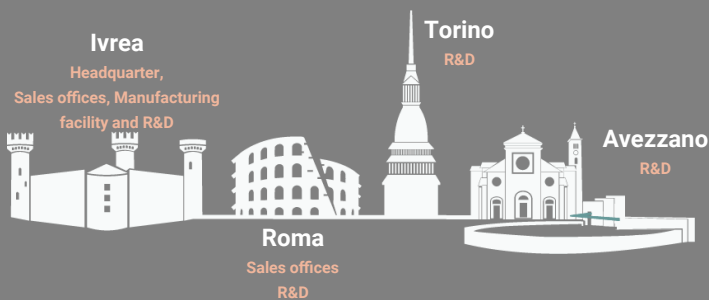 Ivrea
Headquarter,
Sales offices, Manufacturing
facility and R&D
Torino
R&D
Avezzano
R&D
Roma
Sales offices
R&D